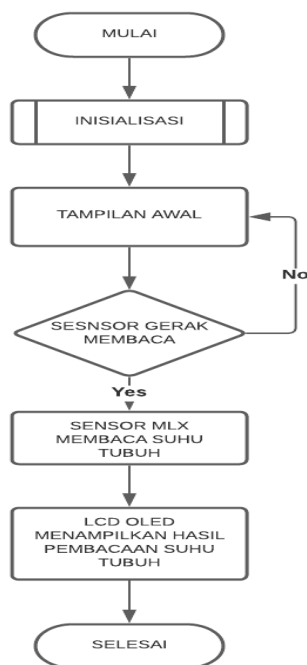 MULAI
INISIALISASI
TAMPILAN AWAL
No
SESNSOR GERAK
MEMBACA
Yes
SENSOR MLX
MEMBACA SUHU
TUBUH
LCD OLED
MENAMPILKAN HASIL
PEMBACAAN SUHU
TUBUH
SELESAI